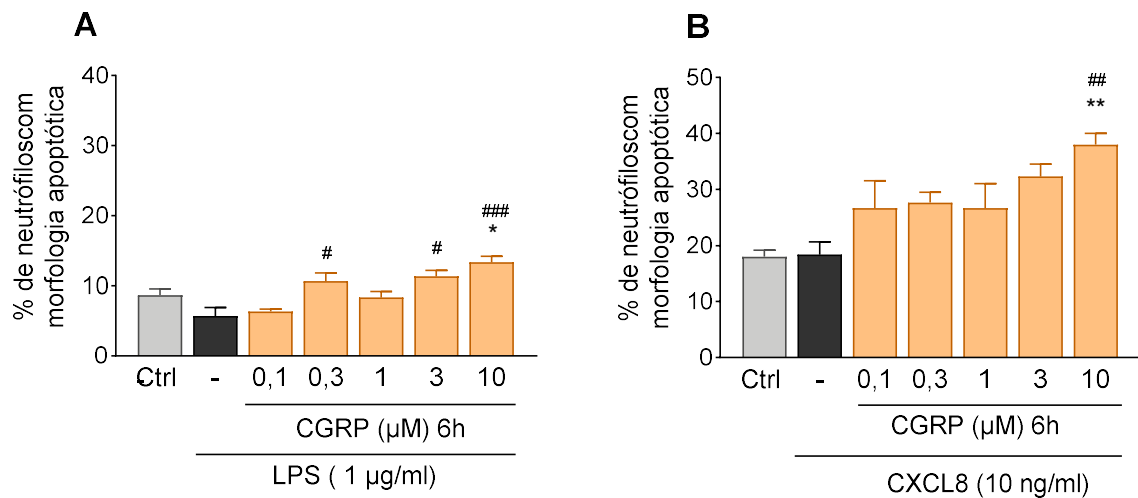 A
% de neutrófiloscom
morfologia apoptótica
40
30
20
10
0
#
#
###
*
Ctrl - 0,1 0,3 1 3 10
CGRP (µM) 6h
LPS ( 1 µg/ml)
B
% de neutrófiloscom
morfologia apoptótica
50
40
30
20
10
0
##
**
Ctrl - 0,1 0,3 1 3 10
CGRP (µM) 6h
CXCL8 (10 ng/ml)